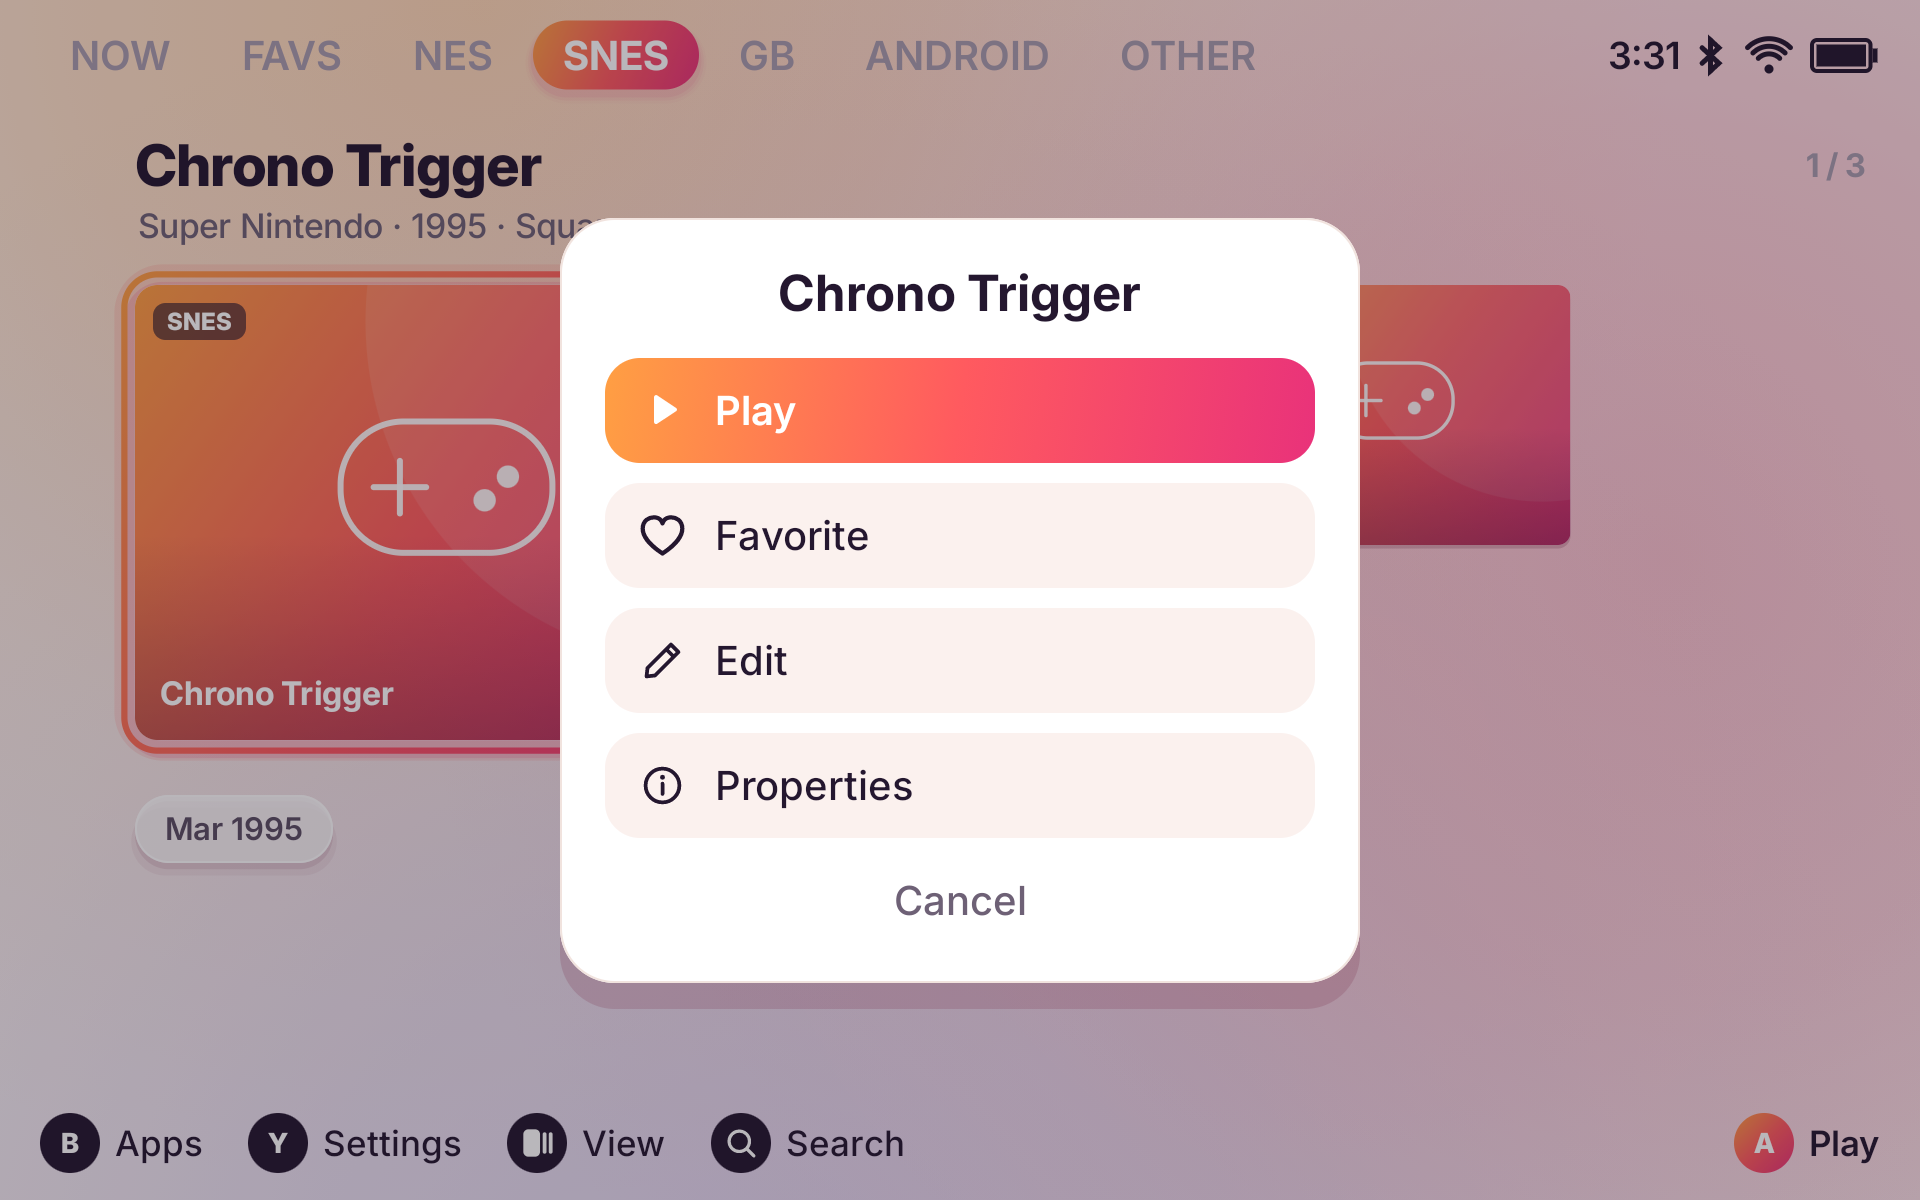 NOW FAVS NES SNES GB ANDROID OTHER 3:31
Chrono Trigger
1 / 3
Super Nintendo · 1995 ·
SNES
Chrono Trigger
Mar 1995
Chrono Trigger
Play
Favorite
Edit
Properties
Cancel
B Apps Y Settings View Search A Play